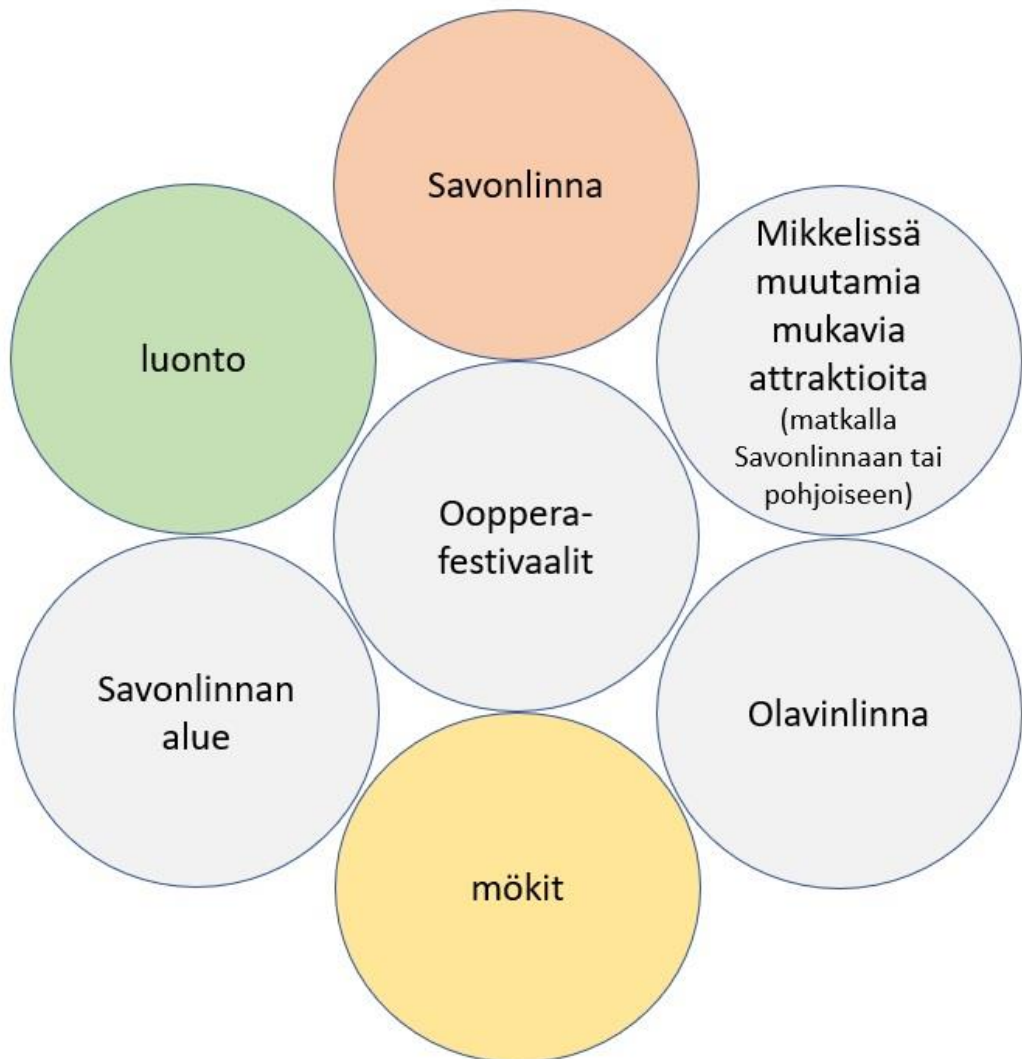 Savonlinna
luonto
Mikkelissä
muutamia
mukavia
attraktioita
(matkalla
Savonlinnaan tai
pohjoiseen)
Ooppera-
festivaalit
Savonlinnan
alue
Olavinlinna
mökit